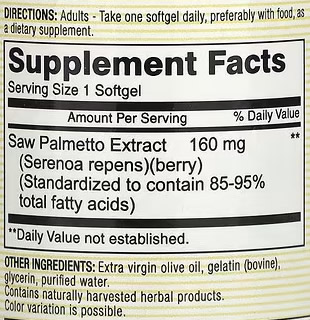 DIRECTIONS: Adults - Take one softgel daily, preferably with food, as
a dietary supplement.
Supplement Facts
Serving Size 1 Softgel
Amount Per Serving % Daily Value
Saw Palmetto Extract 160 mg **
(Serenoa repens)(berry)
(Standardized to contain 85-95%
total fatty acids)
**Daily Value not established.
OTHER INGREDIENTS: Extra virgin olive oil, gelatin (bovine),
glycerin, purified water.
Contains naturally harvested herbal products.
Color variation is possible.